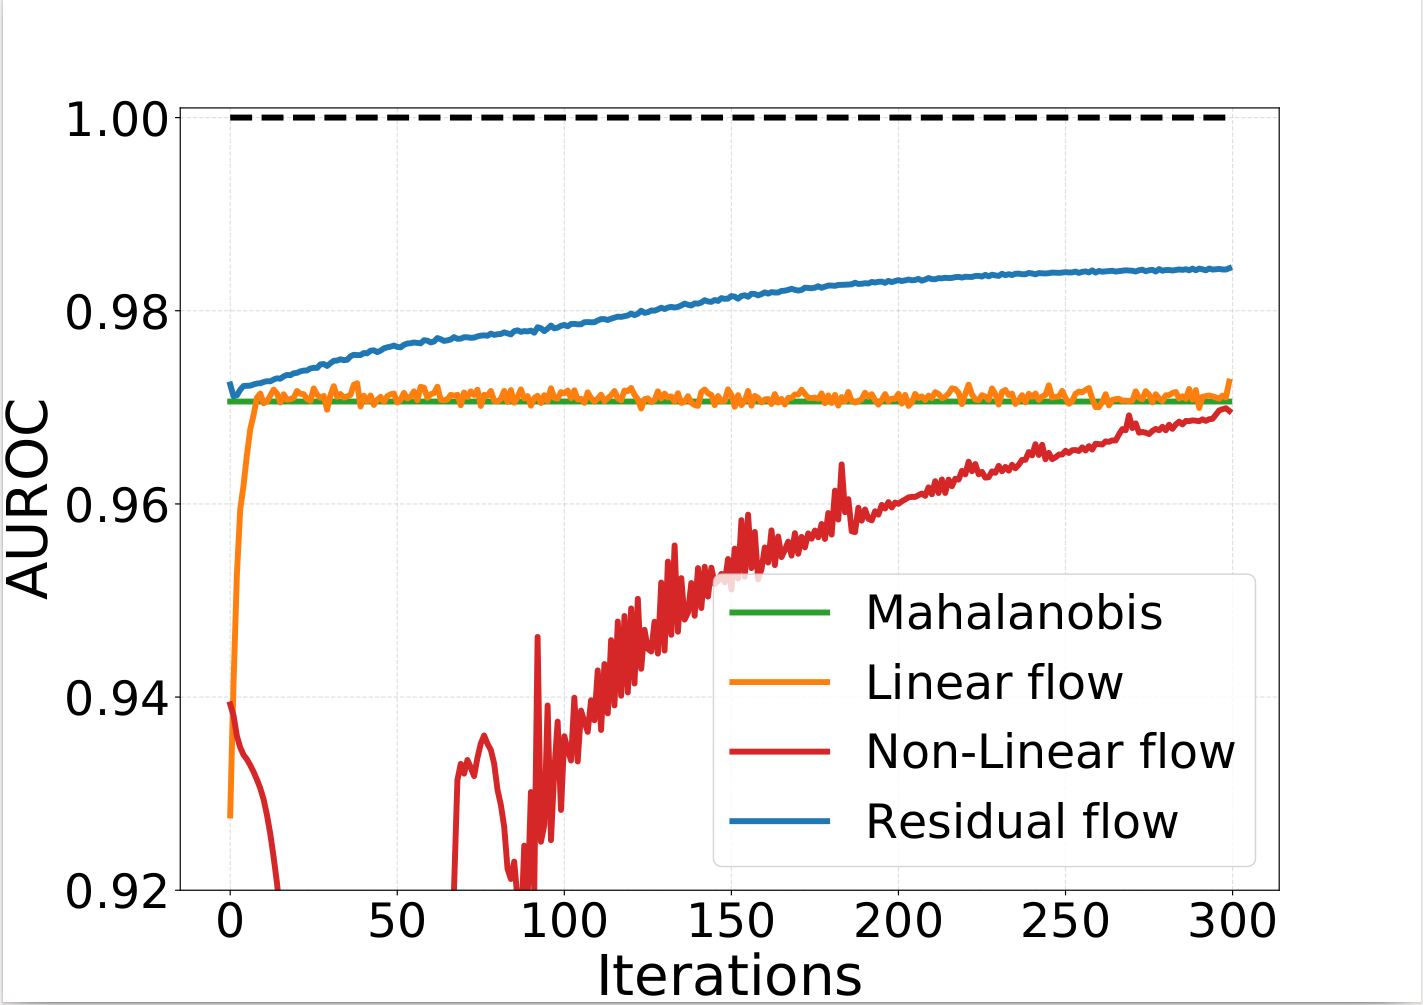 1.00
0.98
0.96
0.94
0.92
AUROC
0 50 100 150 200 250 300
Iterations
Mahalanobis
Linear flow
Non-Linear flow
Residual flow